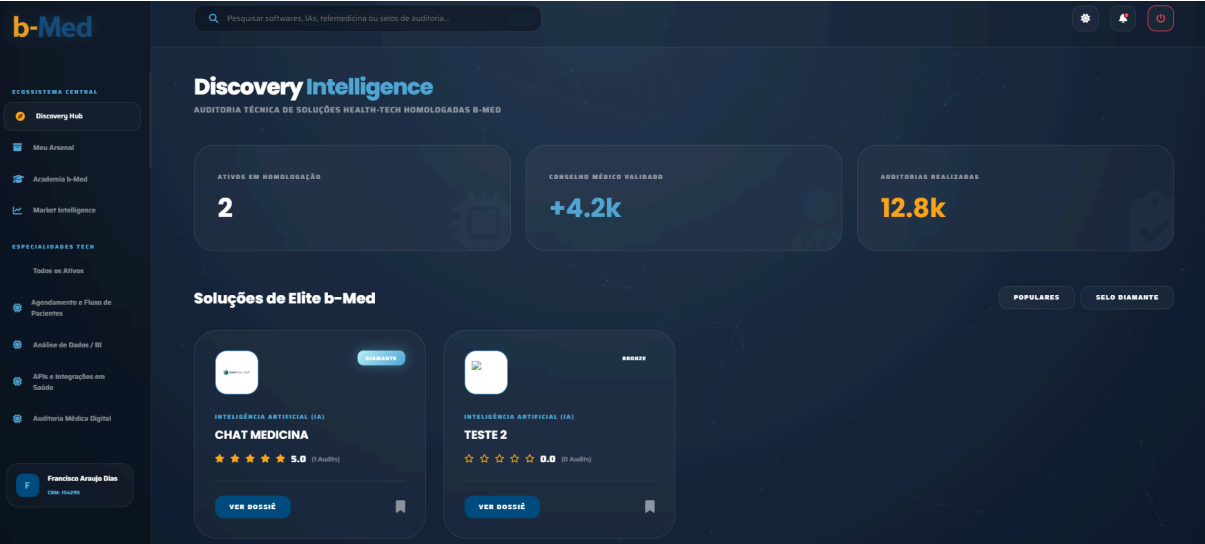 b-Med
Pesquisar softwares, IAs, telemedicina ou selos de auditoria...
ECOSSISTEMA CENTRAL
Discovery Hub
Meu Arsenal
Academia b-Med
Market Intelligence
ESPECIALIDADES TECH
Todos os Ativos
Agendamento e Fluxo de
Pacientes
Análise de Dados / BI
APIs e Integrações em
Saúde
Auditoria Médica Digital
F
Francisco Araujo Dias
CRM: 154295
Discovery Intelligence
AUDITORIA TÉCNICA DE SOLUÇÕES HEALTH-TECH HOMOLOGADAS B-MED
ATIVOS EM HOMOLOGAÇÃO
2
CONSELHO MÉDICO VALIDADO
+4.2k
AUDITORIAS REALIZADAS
12.8k
Soluções de Elite b-Med
POPULARES
SELO DIAMANTE
DIAMANTE
INTELIGÊNCIA ARTIFICIAL (IA)
CHAT MEDICINA
5.0 (1 Audits)
VER DOSSIÊ
BRONZE
INTELIGÊNCIA ARTIFICIAL (IA)
TESTE 2
0.0 (0 Audits)
VER DOSSIÊ